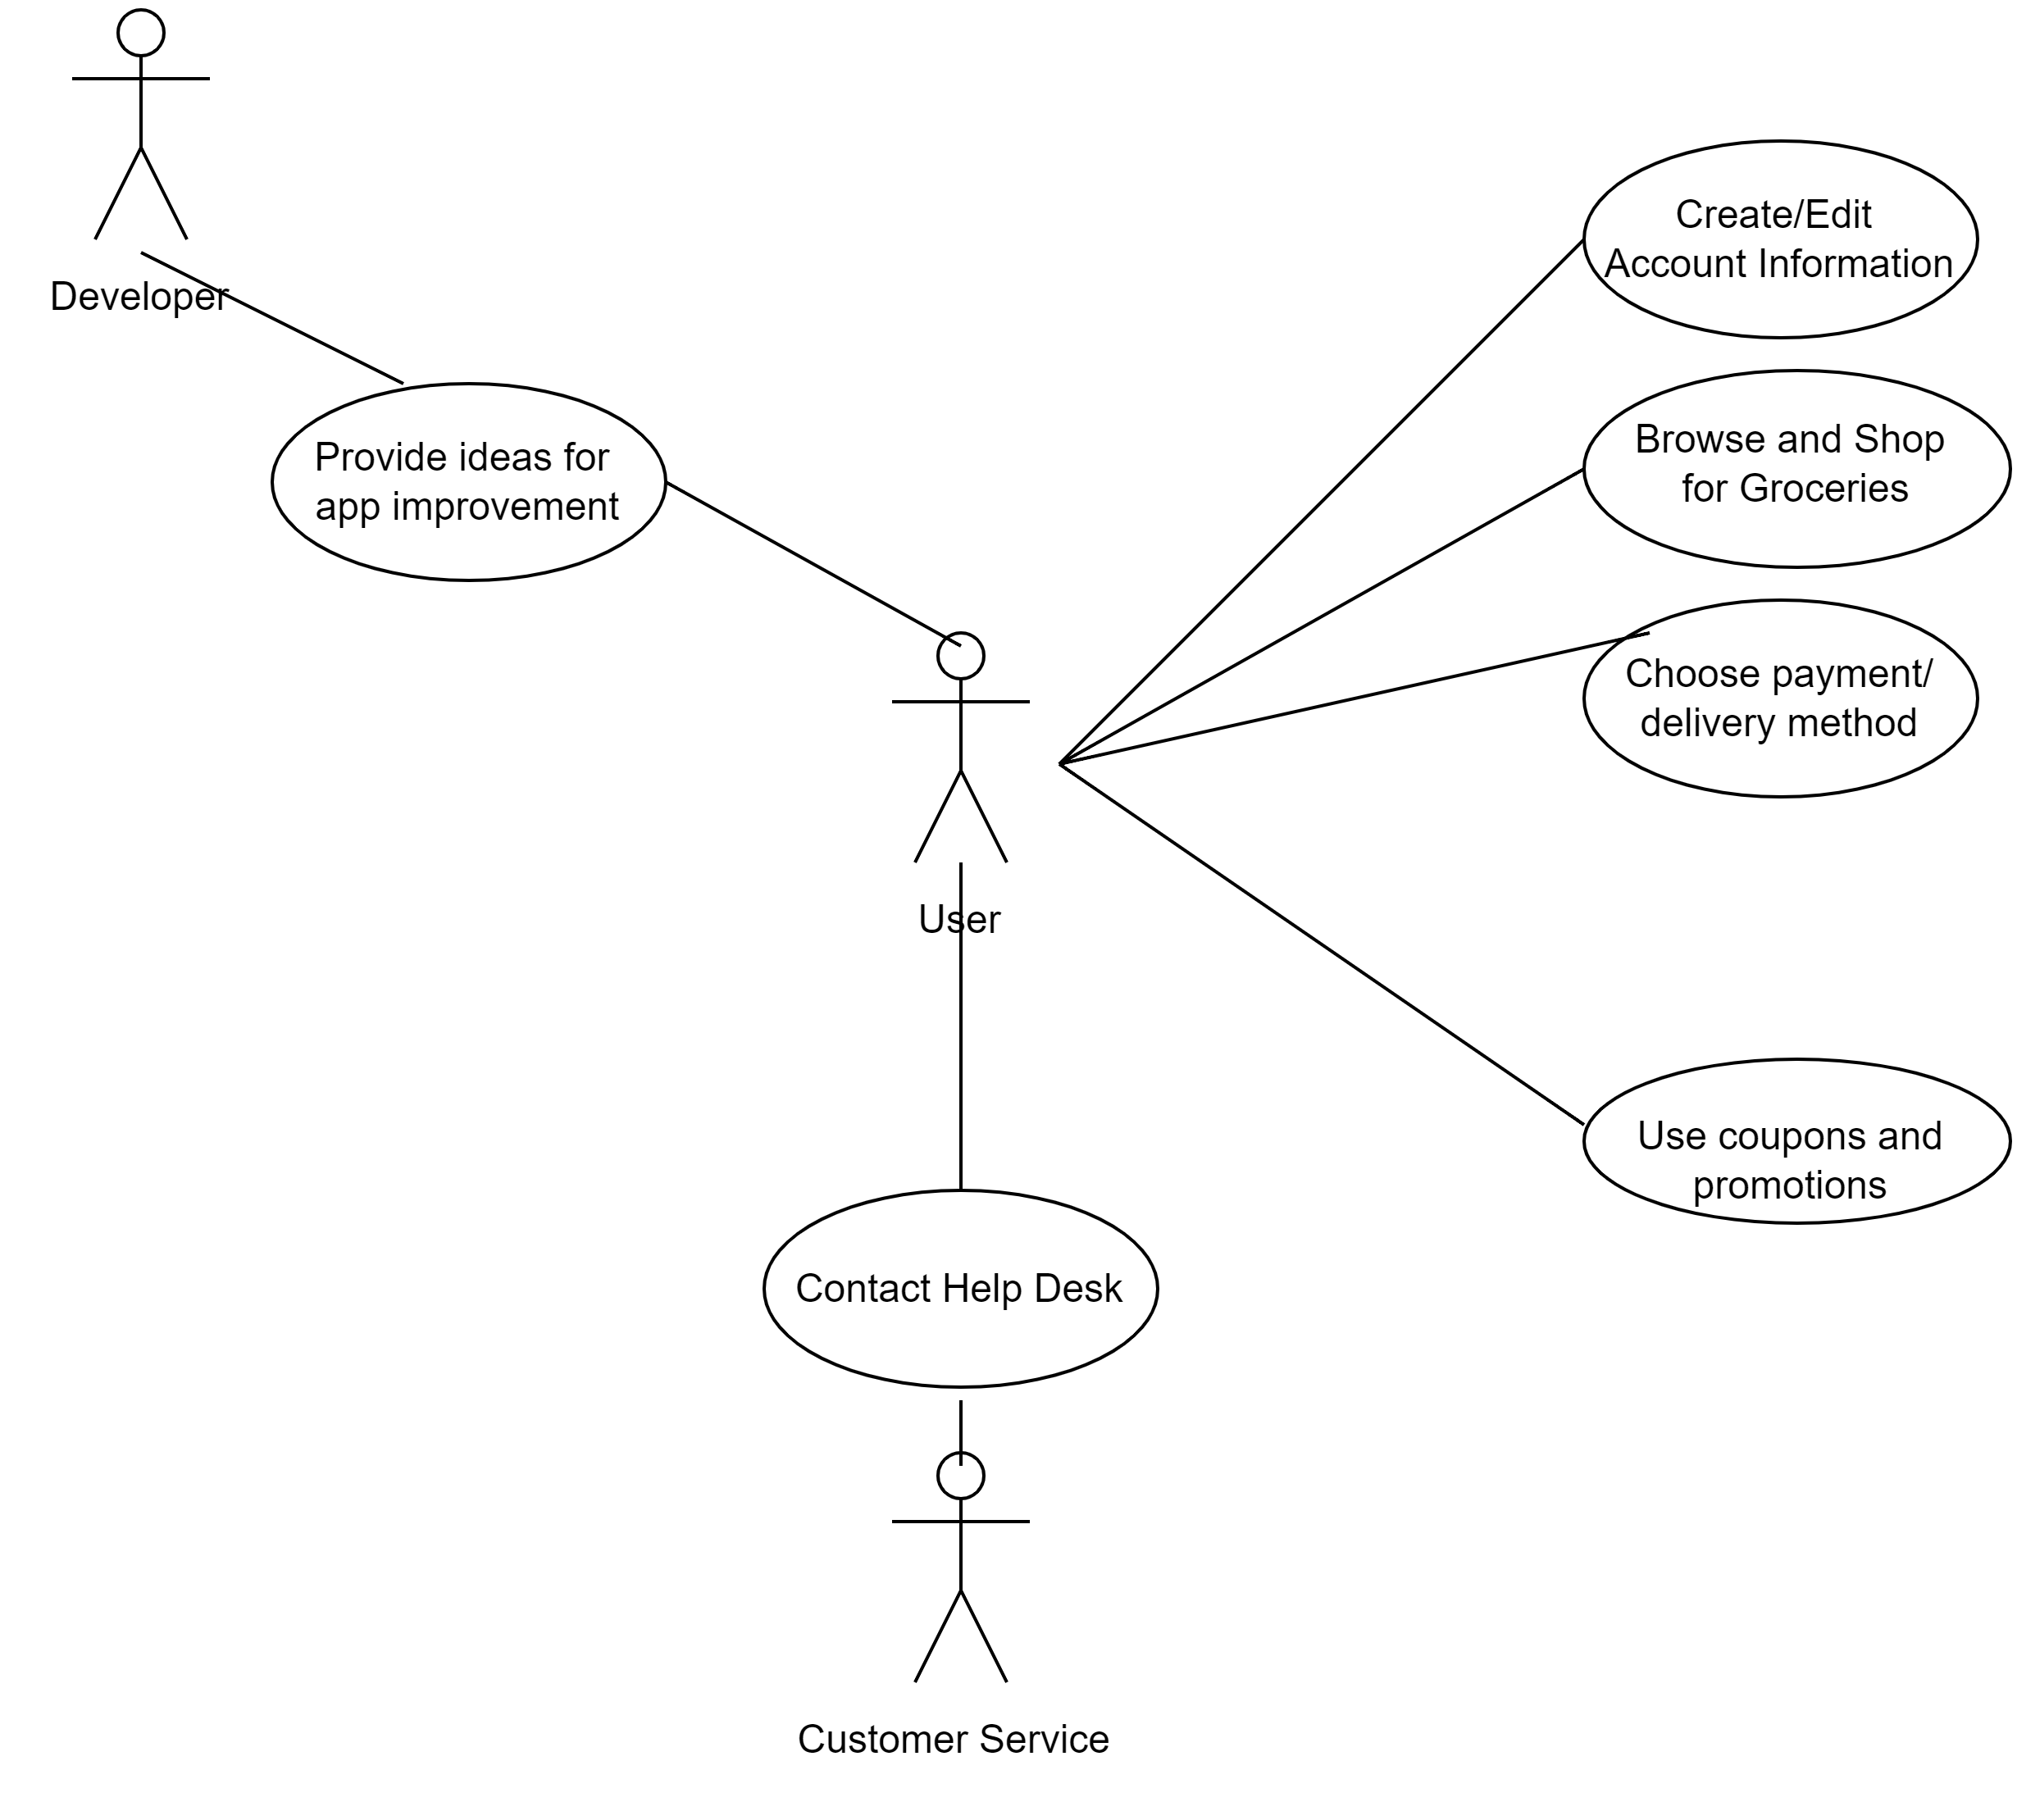 Developer
Create/Edit
Account Information
Browse and Shop
for Groceries
Provide ideas for
app improvement
Choose payment/
delivery method
User
Use coupons and
promotions
Contact Help Desk
Customer Service